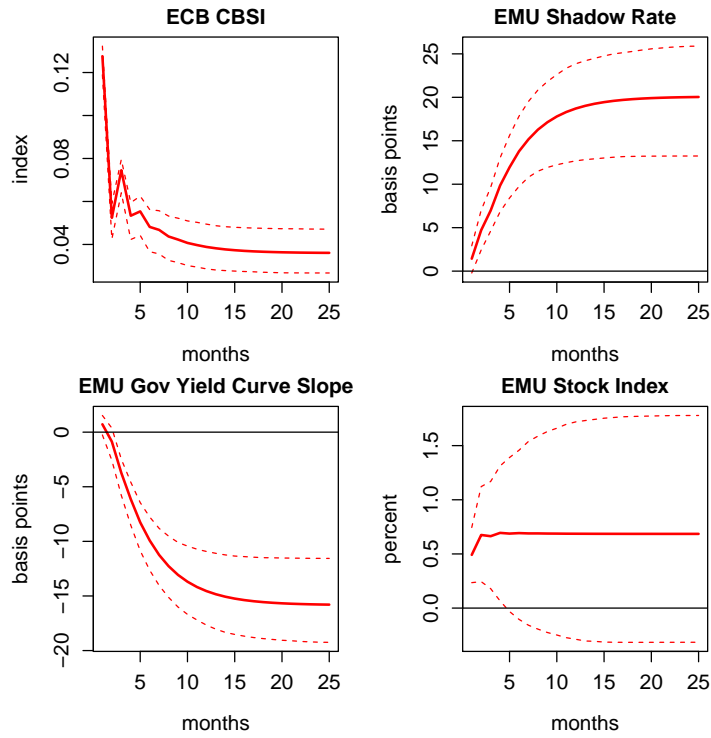 ECB CBSI
index
0.04
0.08
0.12
5 10 15 20 25
months
EMU Shadow Rate
basis points
0
5
10
15
20
25
5 10 15 20 25
months
EMU Gov Yield Curve Slope
basis points
0
−5
−10
−15
−20
5 10 15 20 25
months
EMU Stock Index
percent
0.0
0.5
1.0
1.5
5 10 15 20 25
months